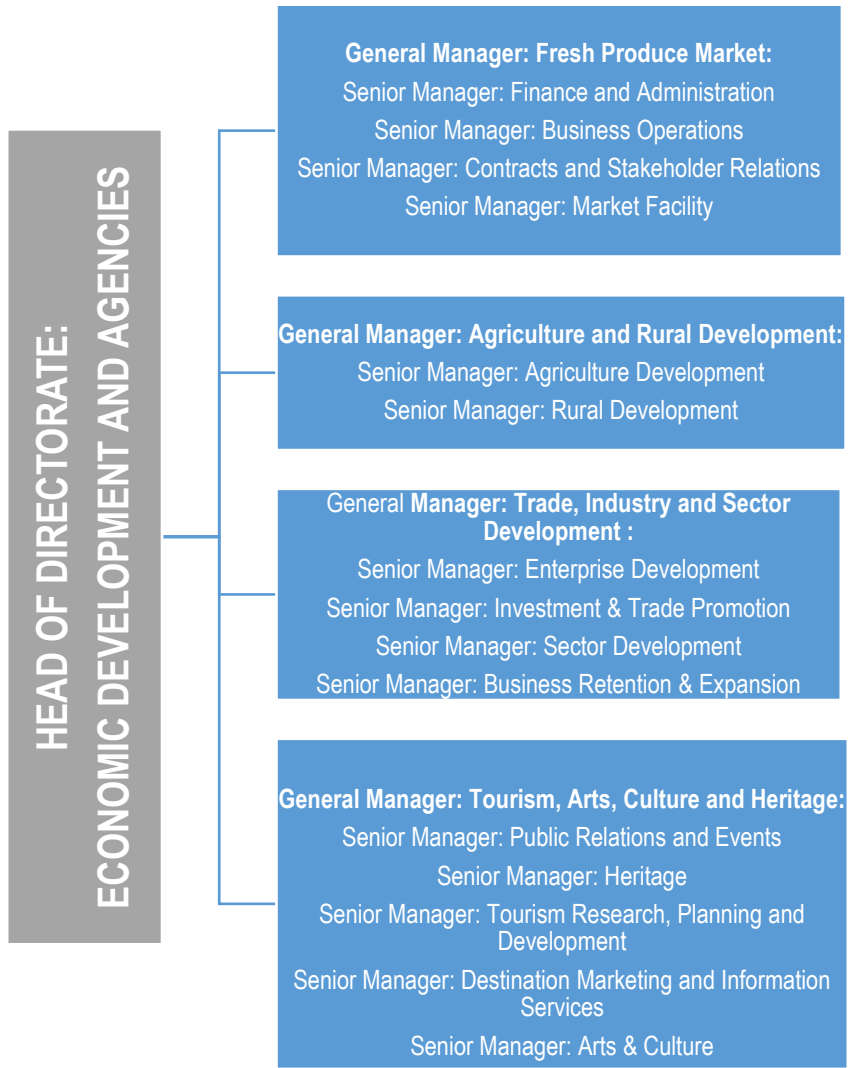 HEAD OF DIRECTORATE:
ECONOMIC DEVELOPMENT AND AGENCIES
General Manager: Fresh Produce Market:
Senior Manager: Finance and Administration
Senior Manager: Business Operations
Senior Manager: Contracts and Stakeholder Relations
Senior Manager: Market Facility
General Manager: Agriculture and Rural Development:
Senior Manager: Agriculture Development
Senior Manager: Rural Development
General Manager: Trade, Industry and Sector
Development :
Senior Manager: Enterprise Development
Senior Manager: Investment & Trade Promotion
Senior Manager: Sector Development
Senior Manager: Business Retention & Expansion
General Manager: Tourism, Arts, Culture and Heritage:
Senior Manager: Public Relations and Events
Senior Manager: Heritage
Senior Manager: Tourism Research, Planning and
Development
Senior Manager: Destination Marketing and Information
Services
Senior Manager: Arts & Culture